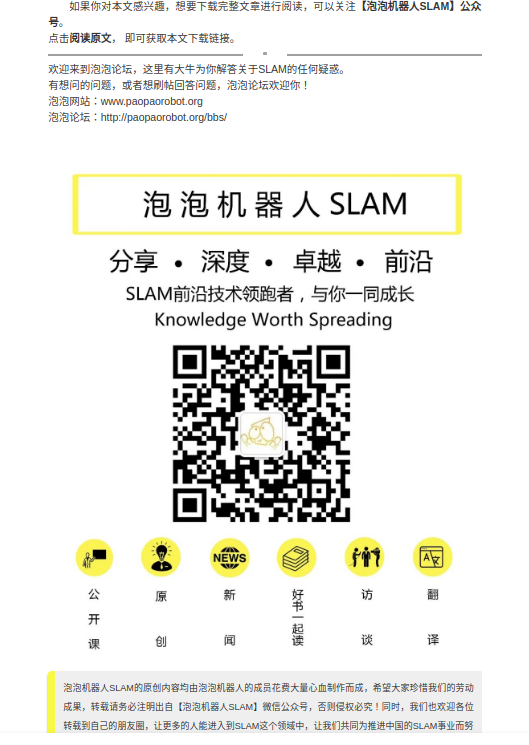 如果你对本文感兴趣，想要下载完整文章进行阅读，可以关注【泡泡机器人SLAM】公众
号。
点击阅读原文， 即可获取本文下载链接。
欢迎来到泡泡论坛，这里有大牛为你解答关于SLAM的任何疑惑。
有想问的问题，或者想刷帖回答问题，泡泡论坛欢迎你！
泡泡网站：www.paopaorobot.org
泡泡论坛：http://paopaorobot.org/bbs/
泡泡机器人 SLAM
分享 • 深度 • 卓越 • 前沿
SLAM前沿技术领跑者，与你一同成长
Knowledge Worth Spreading
NEWS
A
公开课
原创
新闻
好书一起读
访谈
翻译
泡泡机器人SLAM的原创内容均由泡泡机器人的成员花费大量心血制作而成，希望大家珍惜我们的劳动
成果，转载请务必注明出自【泡泡机器人SLAM】微信公众号，否则侵权必究！同时，我们也欢迎各位
转载到自己的朋友圈，让更多的人能进入到SLAM这个领域中，让我们共同为推进中国的SLAM事业而努